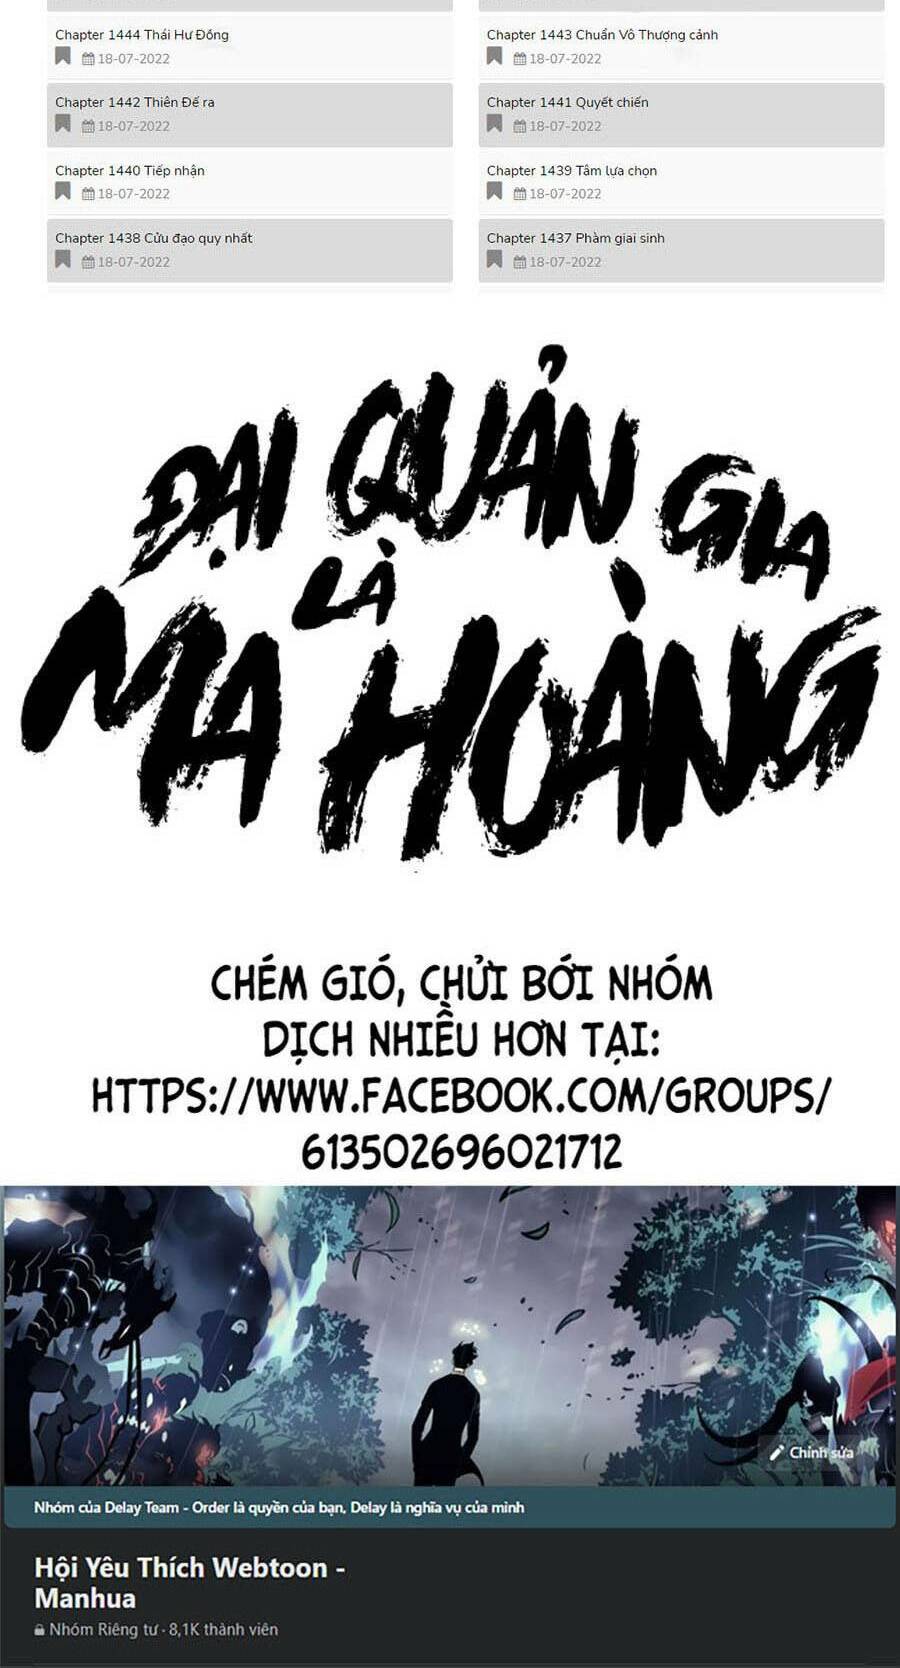 Chapter 1444 Thái Hư Đồng
18-07-2022
Chapter 1443 Chuẩn Vô Thượng cảnh
18-07-2022
Chapter 1442 Thiên Đế ra
18-07-2022
Chapter 1441 Quyết chiến
18-07-2022
Chapter 1440 Tiếp nhận
18-07-2022
Chapter 1439 Tâm lựa chọn
18-07-2022
Chapter 1438 Cửu đạo quy nhất
18-07-2022
Chapter 1437 Phàm giai sinh
18-07-2022
ĐẠI QUẢN GIA
LÀ
MA HOÀNG
CHÉM GIÓ, CHỬI BỚI NHÓM
DỊCH NHIỀU HƠN TẠI:
HTTPS://WWW.FACEBOOK.COM/GROUPS/
613502696021712
Chỉnh sửa
Nhóm của Delay Team - Order là quyền của bạn, Delay là nghĩa vụ của mình
Hội Yêu Thích Webtoon -
Manhua
Nhóm Riêng tư · 8,1K thành viên